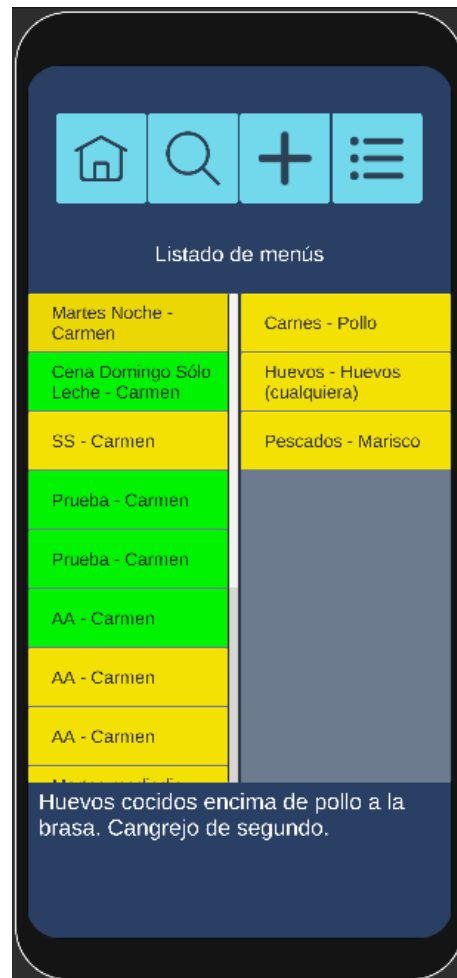 Listado de menús
Martes Noche -
Carmen
Cena Domingo Sólo
Leche - Carmen
SS - Carmen
Prueba - Carmen
Prueba - Carmen
AA - Carmen
AA - Carmen
AA - Carmen
Carnes - Pollo
Huevos - Huevos
(cualquiera)
Pescados - Marisco
Huevos cocidos encima de pollo a la
brasa. Cangrejo de segundo.